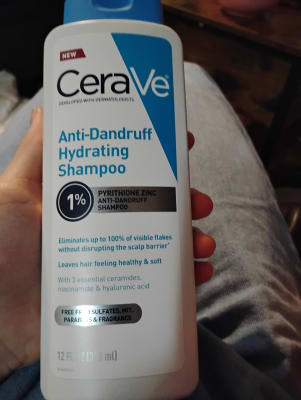 NEW
CeraVe
DEVELOPED WITH DERMATOLOGISTS
Anti-Dandruff
Hydrating
Shampoo
1%
PYRITHIONE ZINC
ANTI-DANDRUFF
SHAMPOO
Eliminates up to 100% of visible flakes
without disrupting the scalp barrier*
Leaves hair feeling healthy & soft
With 3 essential ceramides,
niacinamide & hyaluronic acid
FREE SULFATES, MIT,
PARABENS & FRAGRANCE
12 FL ml)